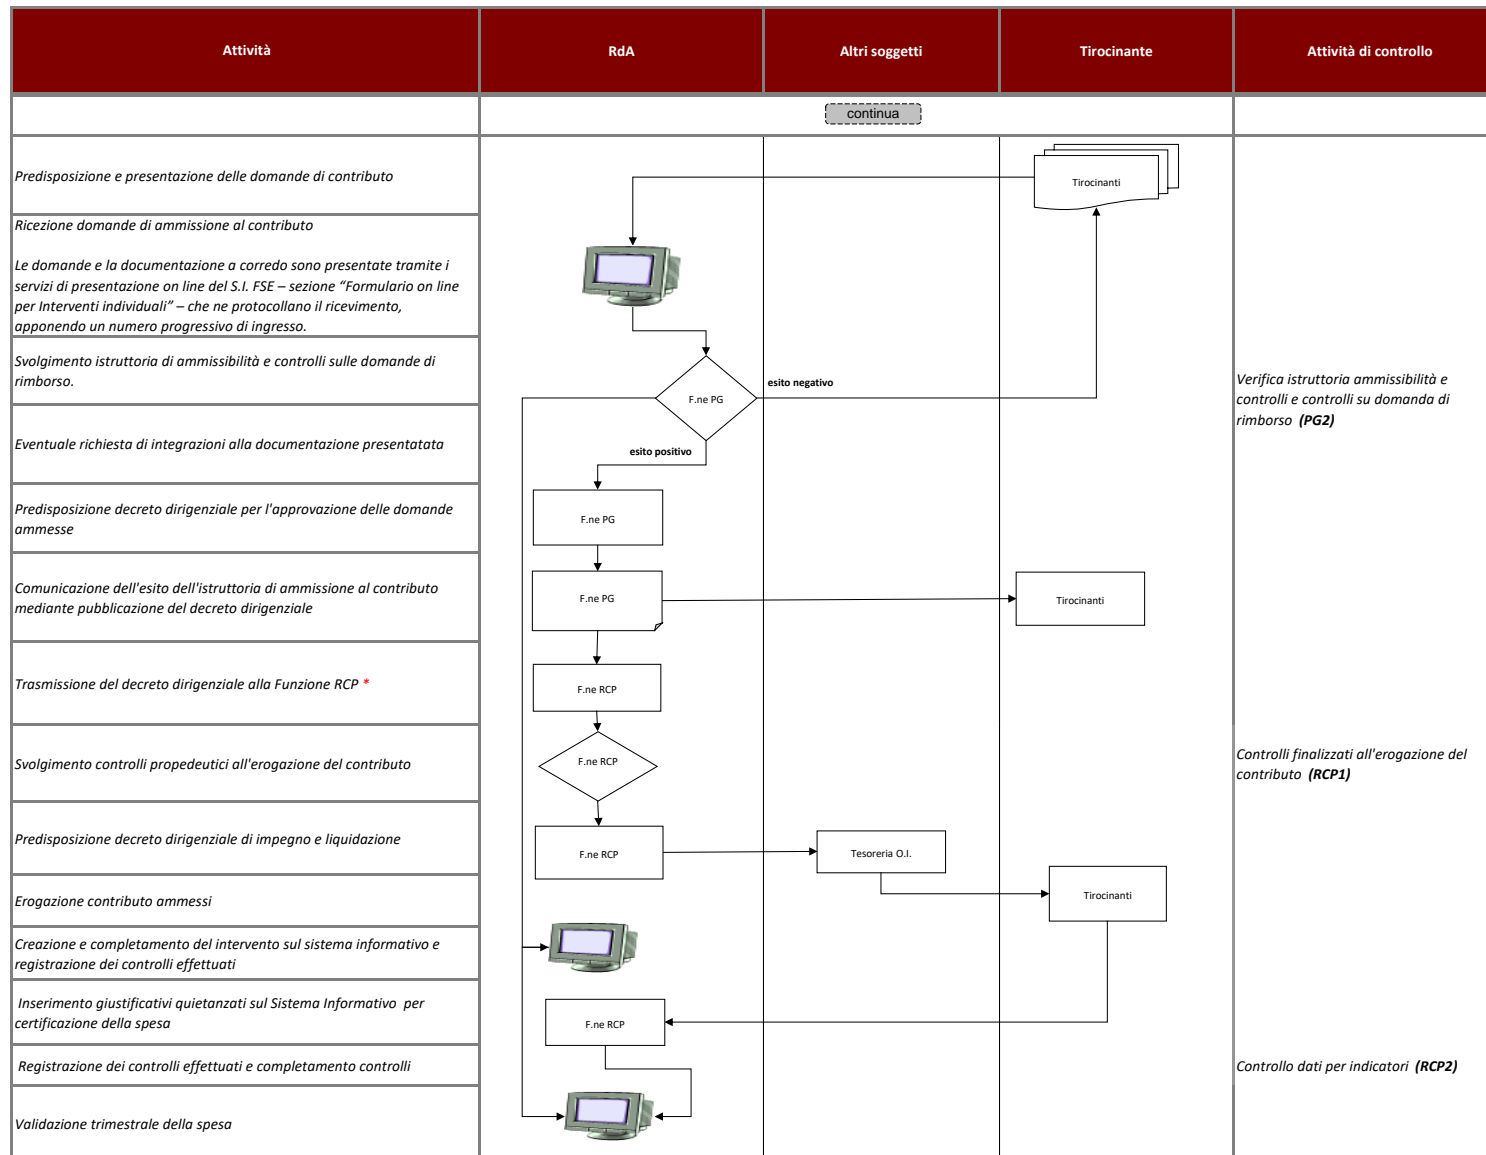 Attività
RdA
Altri soggetti
Tirocinante
Attività di controllo
continua
Predisposizione e presentazione delle domande di contributo
Tirocinanti
Ricezione domande di ammissione al contributo
Le domande e la documentazione a corredo sono presentate tramite i
servizi di presentazione on line del S.I. FSE – sezione “Formulario on line
per Interventi individuali” – che ne protocollano il ricevimento,
apponendo un numero progressivo di ingresso.
Svolgimento istruttoria di ammissibilità e controlli sulle domande di
rimborso.
F.ne PG
esito negativo
esito positivo
Verifica istruttoria ammissibilità e
controlli e controlli su domanda di
rimborso (PG2)
Eventuale richiesta di integrazioni alla documentazione presentatata
Predisposizione decreto dirigenziale per l'approvazione delle domande
ammesse
F.ne PG
Comunicazione dell'esito dell'istruttoria di ammissione al contributo
mediante pubblicazione del decreto dirigenziale
F.ne PG
Tirocinanti
Trasmissione del decreto dirigenziale alla Funzione RCP *
F.ne RCP
Svolgimento controlli propedeutici all'erogazione del contributo
F.ne RCP
Controlli finalizzati all'erogazione del
contributo (RCP1)
Predisposizione decreto dirigenziale di impegno e liquidazione
F.ne RCP
Tesoreria O.I.
Erogazione contributo ammessi
Tirocinanti
Creazione e completamento del intervento sul sistema informativo e
registrazione dei controlli effettuati
Inserimento giustificativi quietanzati sul Sistema Informativo per
certificazione della spesa
F.ne RCP
Registrazione dei controlli effettuati e completamento controlli
Controllo dati per indicatori (RCP2)
Validazione trimestrale della spesa